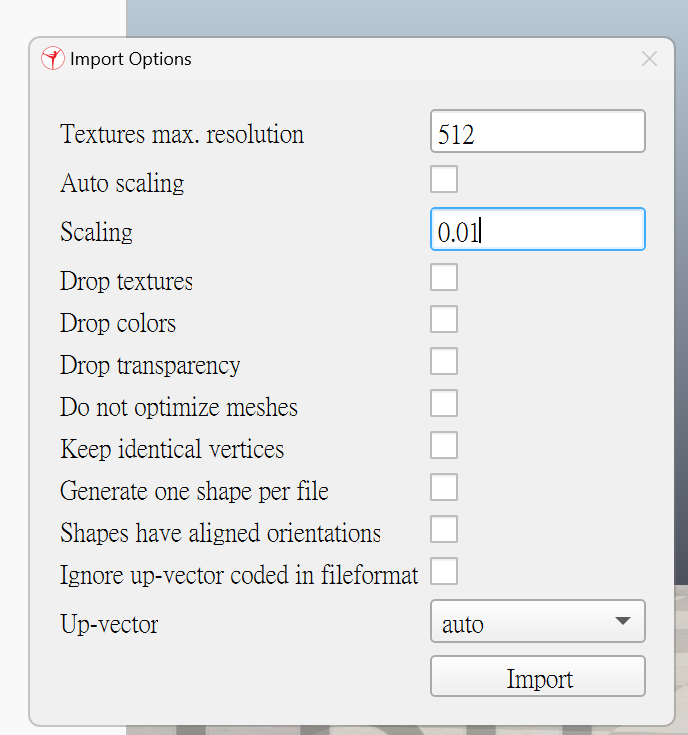 Import Options
Textures max. resolution 512
Auto scaling
Scaling 0.01
Drop textures
Drop colors
Drop transparency
Do not optimize meshes
Keep identical vertices
Generate one shape per file
Shapes have aligned orientations
Ignore up-vector coded in fileformat
Up-vector auto
Import